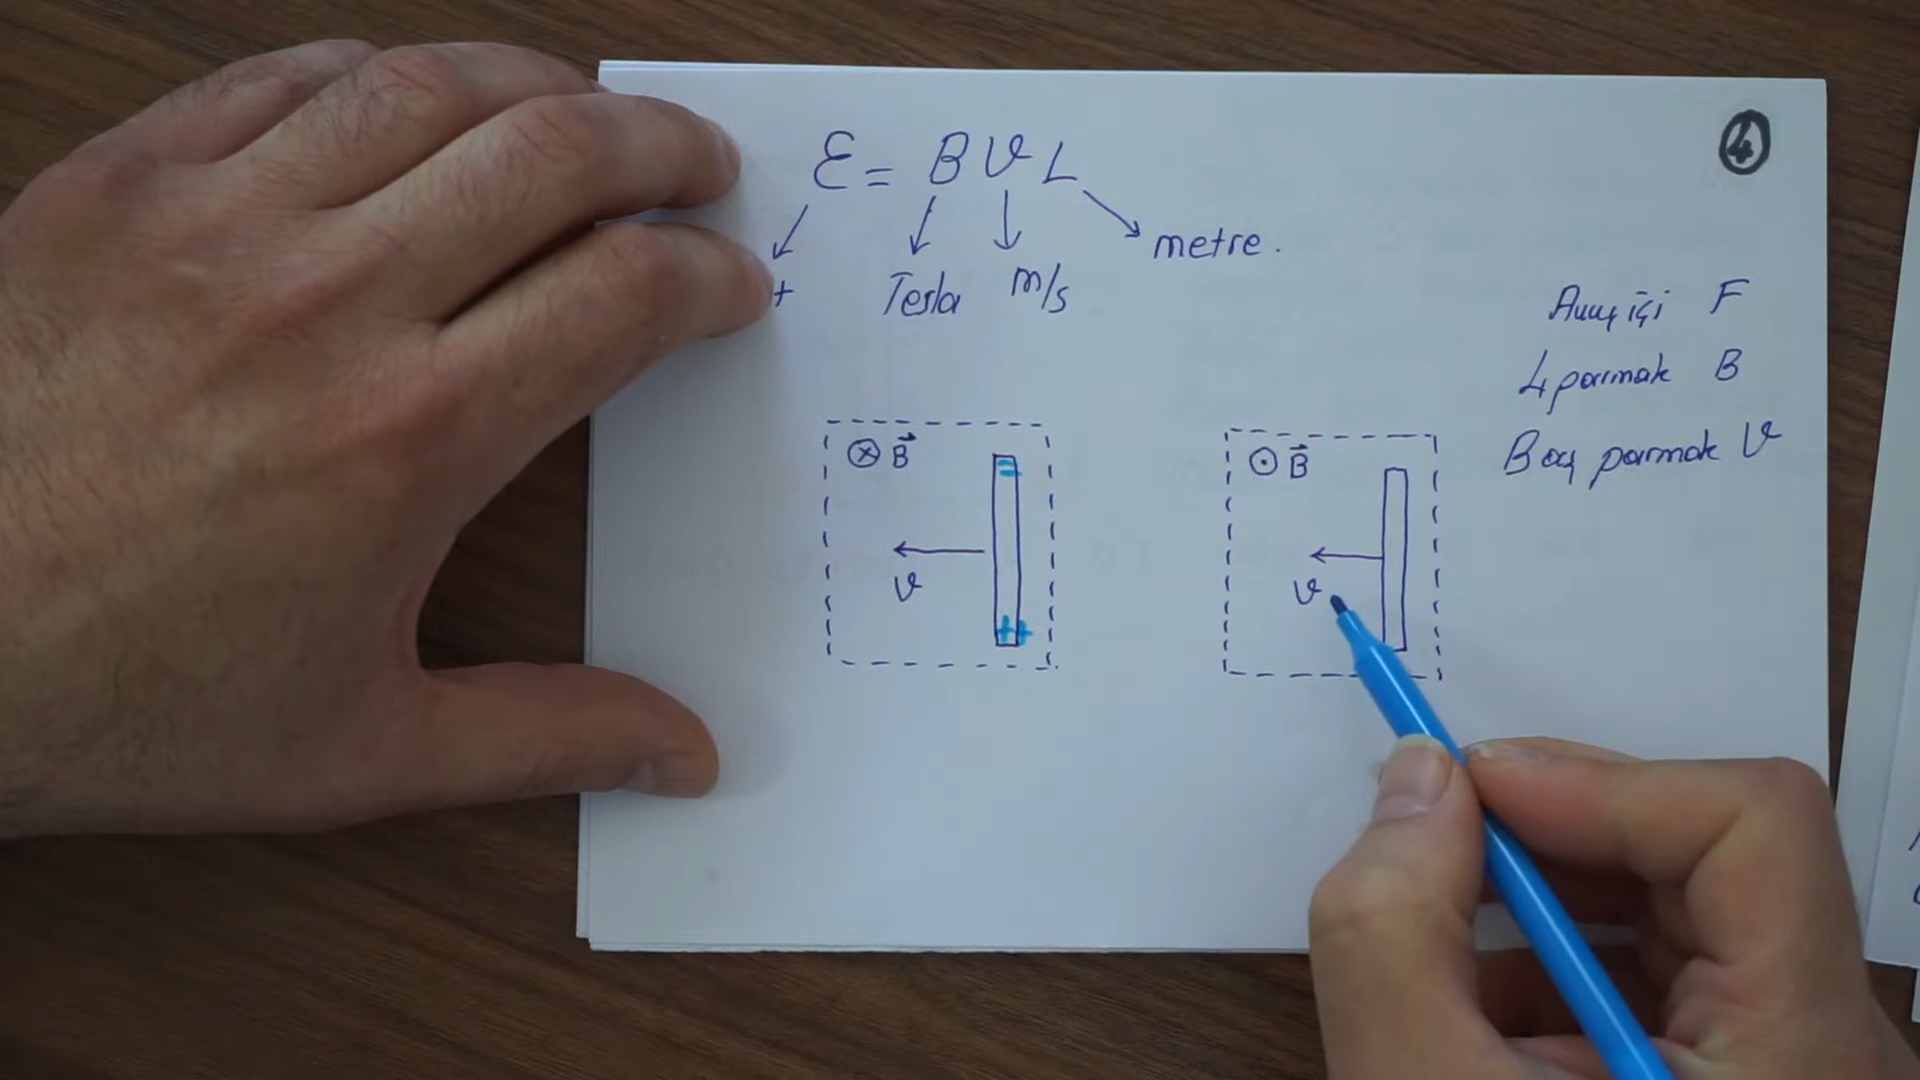 4
ε = B V L
Tesla m/s metre.
Avuç içi F
4 parmak B
Baş parmak V
⊗ B⃗
=
V
++
⊙ B⃗
V